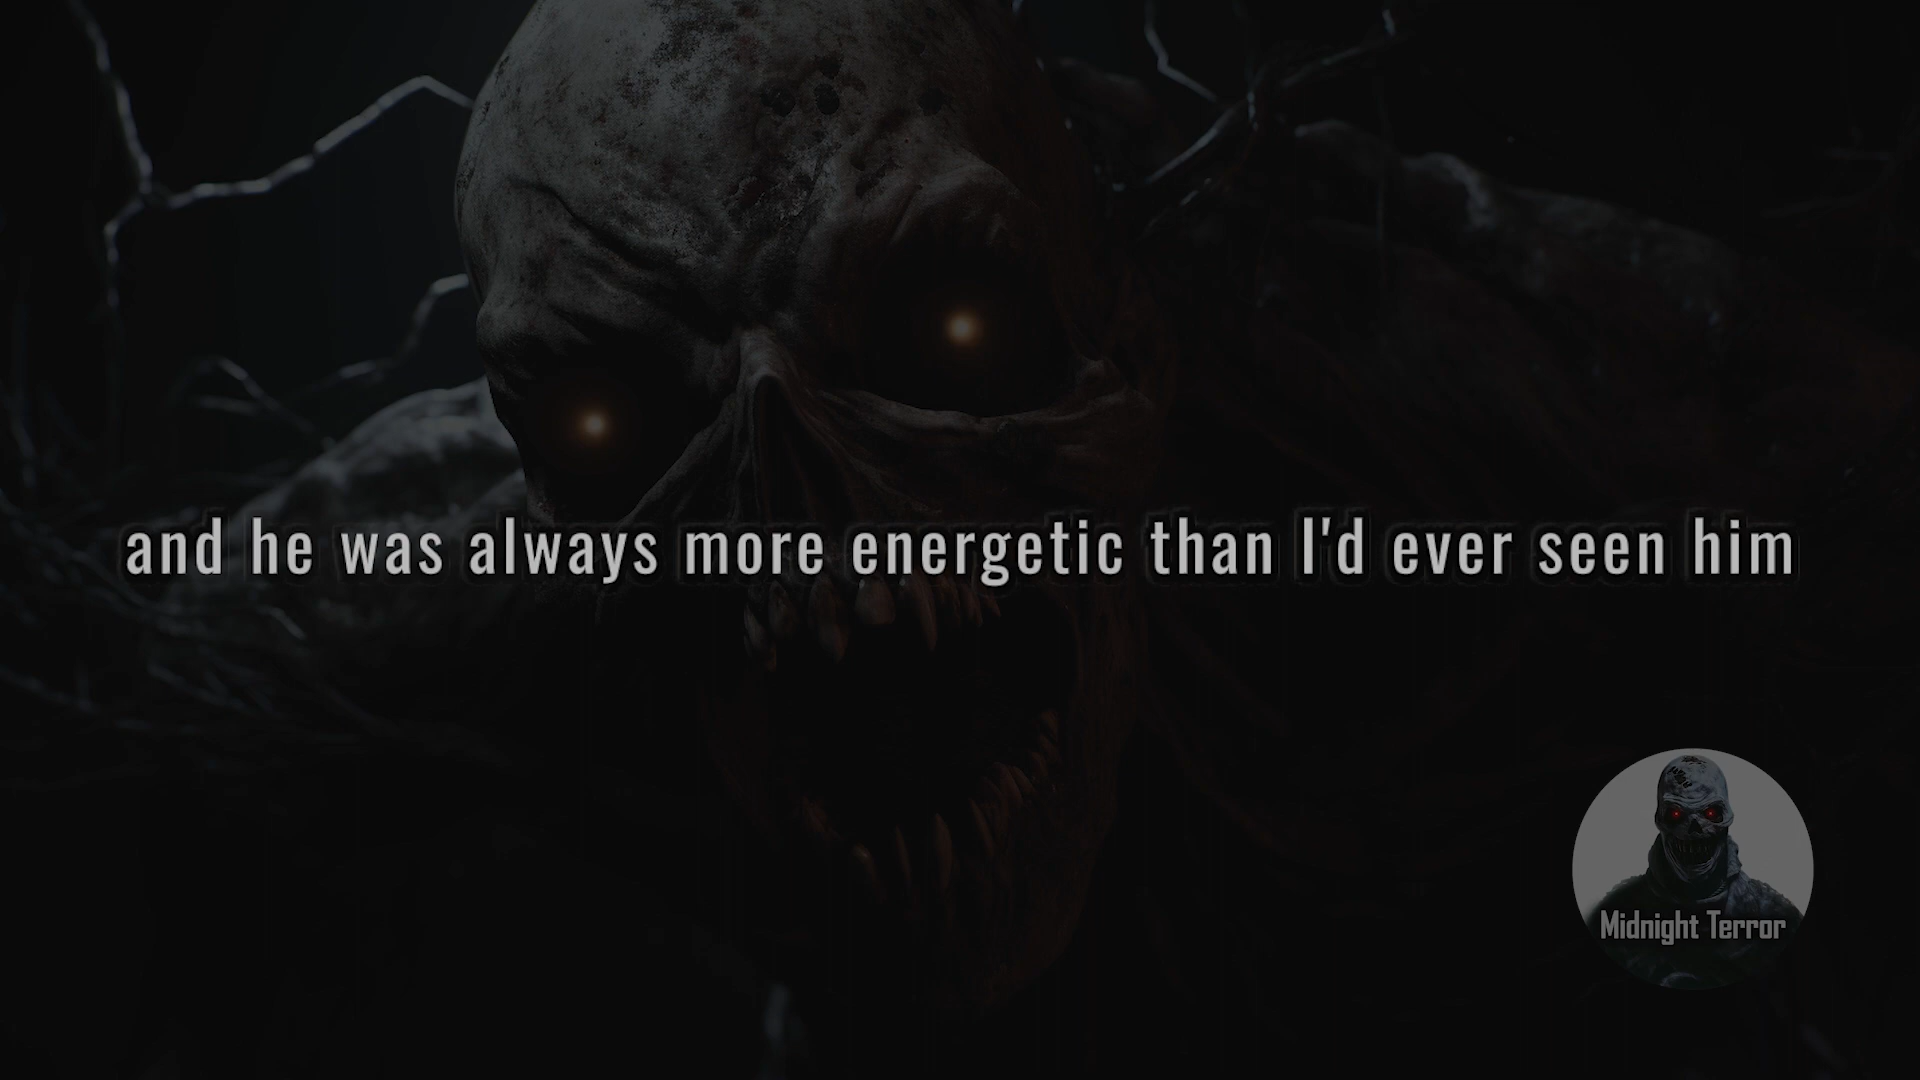 and he was always more energetic than I'd ever seen him
Midnight Terror